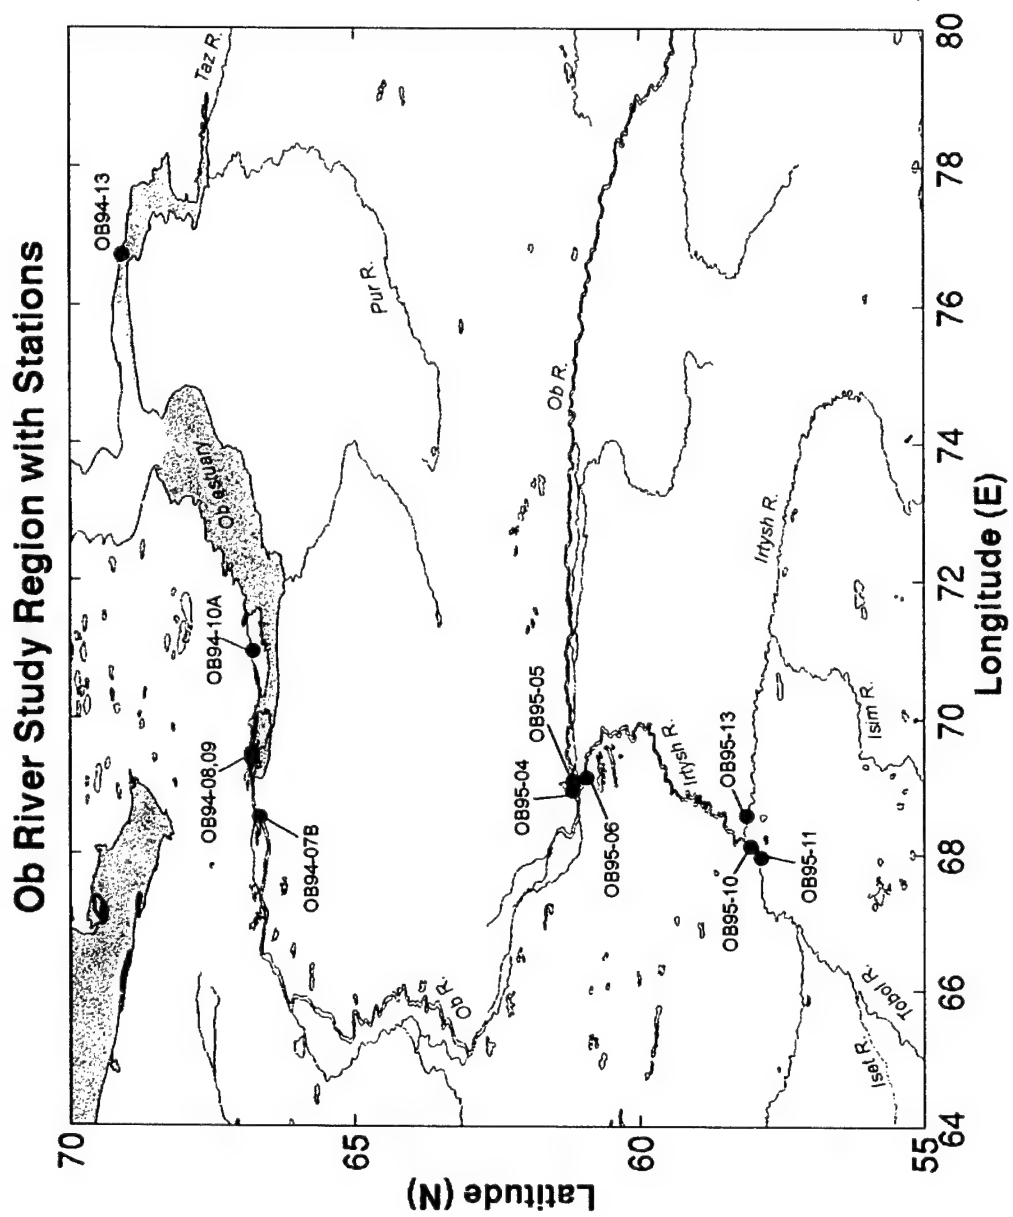 Ob River Study Region with Stations
Latitude (N)
70
65
60
55
64
66
68
70
72
74
76
78
80
Longitude (E)
OB94-13
Taz R.
Pur R.
Ob estuary
OB94-10A
OB94-08,09
OB94-07B
Ob R.
Ob R.
OB95-05
OB95-04
OB95-06
Irtysh R.
OB95-13
OB95-10
OB95-11
Irtysh R.
Isim R.
Tobol R.
Iset R.